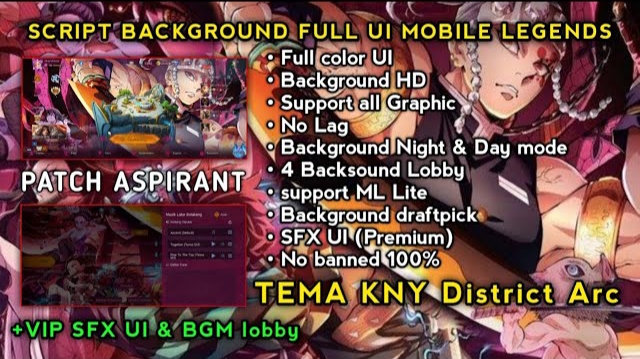 SCRIPT BACKGROUND FULL UI MOBILE LEGENDS
• Full color UI
• Background HD
• Support all Graphic
• No Lag
• Background Night & Day mode
• 4 Backsound Lobby
• support ML Lite
• Background draftpick
• SFX UI (Premium)
• No banned 100%
PATCH ASPIRANT
TEMA KNY District Arc
+VIP SFX UI & BGM lobby